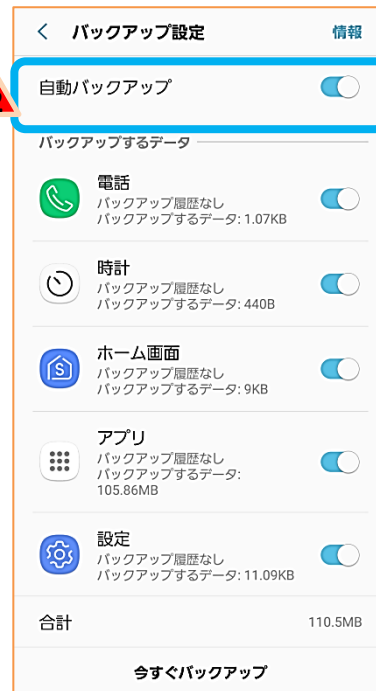 バックアップ設定 情報
自動バックアップ
バックアップするデータ
電話
バックアップ履歴なし
バックアップするデータ: 1.07KB
時計
バックアップ履歴なし
バックアップするデータ: 440B
ホーム画面
バックアップ履歴なし
バックアップするデータ: 9KB
アプリ
バックアップ履歴なし
バックアップするデータ:
105.86MB
設定
バックアップ履歴なし
バックアップするデータ: 11.09KB
合計 110.5MB
今すぐバックアップ